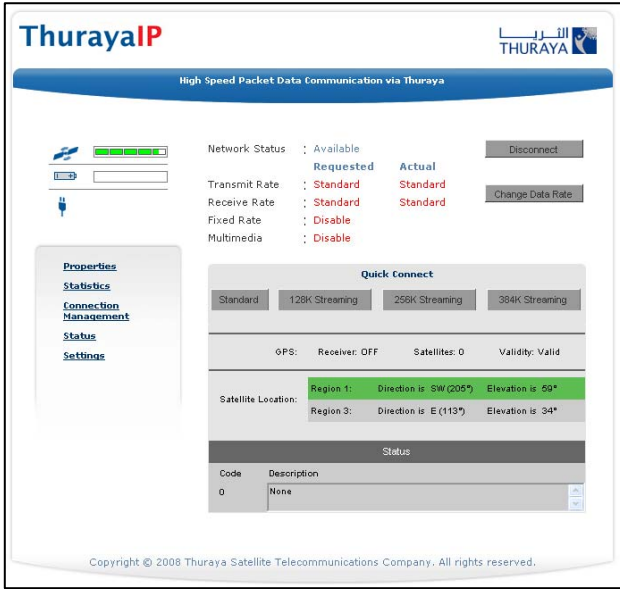 ThurayaIP
الثريا
THURAYA
High Speed Packet Data Communication via Thuraya
Network Status : Available
Disconnect
Requested Actual
Transmit Rate : Standard Standard
Change Data Rate
Receive Rate : Standard Standard
Fixed Rate : Disable
Multimedia : Disable
Properties
Statistics
Connection
Management
Status
Settings
Quick Connect
Standard 128K Streaming 256K Streaming 384K Streaming
GPS: Receiver: OFF Satellites: 0 Validity: Valid
Satellite Location:
Region 1: Direction is SW (205°) Elevation is 59°
Region 3: Direction is E (113°) Elevation is 34°
Status
Code Description
0 None
Copyright © 2008 Thuraya Satellite Telecommunications Company. All rights reserved.